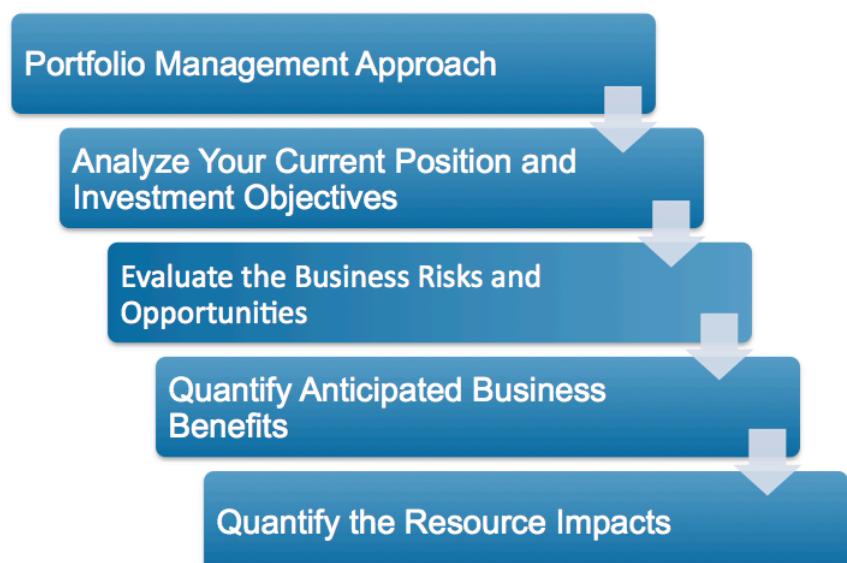 Portfolio Management Approach
Analyze Your Current Position and
Investment Objectives
Evaluate the Business Risks and
Opportunities
Quantify Anticipated Business
Benefits
Quantify the Resource Impacts